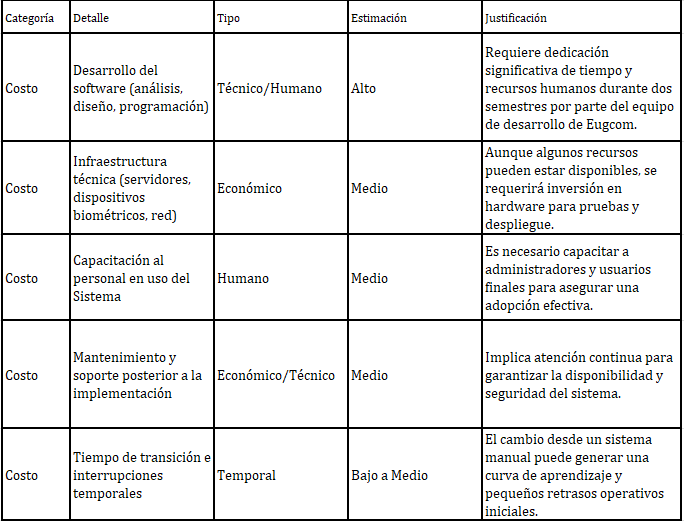 Categoría Detalle Tipo Estimación Justificación
Costo
Desarrollo del
software (análisis,
diseño, programación)
Técnico/Humano
Alto
Requiere dedicación
significativa de tiempo y
recursos humanos durante dos
semestres por parte del equipo
de desarrollo de Eugcom.
Costo
Infraestructura
técnica (servidores,
dispositivos
biométricos, red)
Económico
Medio
Aunque algunos recursos
pueden estar disponibles, se
requerirá inversión en
hardware para pruebas y
despliegue.
Costo
Capacitación al
personal en uso del
Sistema
Humano
Medio
Es necesario capacitar a
administradores y usuarios
finales para asegurar una
adopción efectiva.
Costo
Mantenimiento y
soporte posterior a la
implementación
Económico/Técnico
Medio
Implica atención continua para
garantizar la disponibilidad y
seguridad del sistema.
Costo
Tiempo de transición e
interrupciones
temporales
Temporal
Bajo a Medio
El cambio desde un sistema
manual puede generar una
curva de aprendizaje y
pequeños retrasos operativos
iniciales.